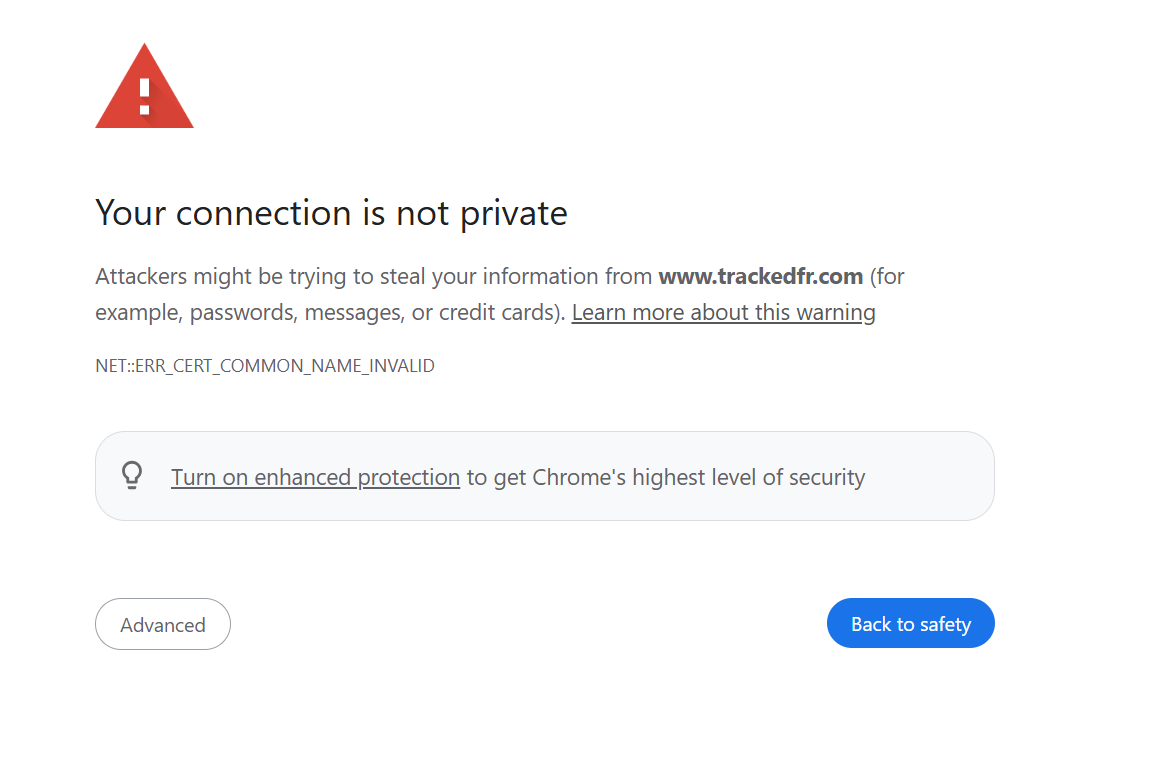 Your connection is not private
Attackers might be trying to steal your information from www.trackedfr.com (for
example, passwords, messages, or credit cards). Learn more about this warning
NET::ERR_CERT_COMMON_NAME_INVALID
Turn on enhanced protection to get Chrome's highest level of security
Advanced
Back to safety